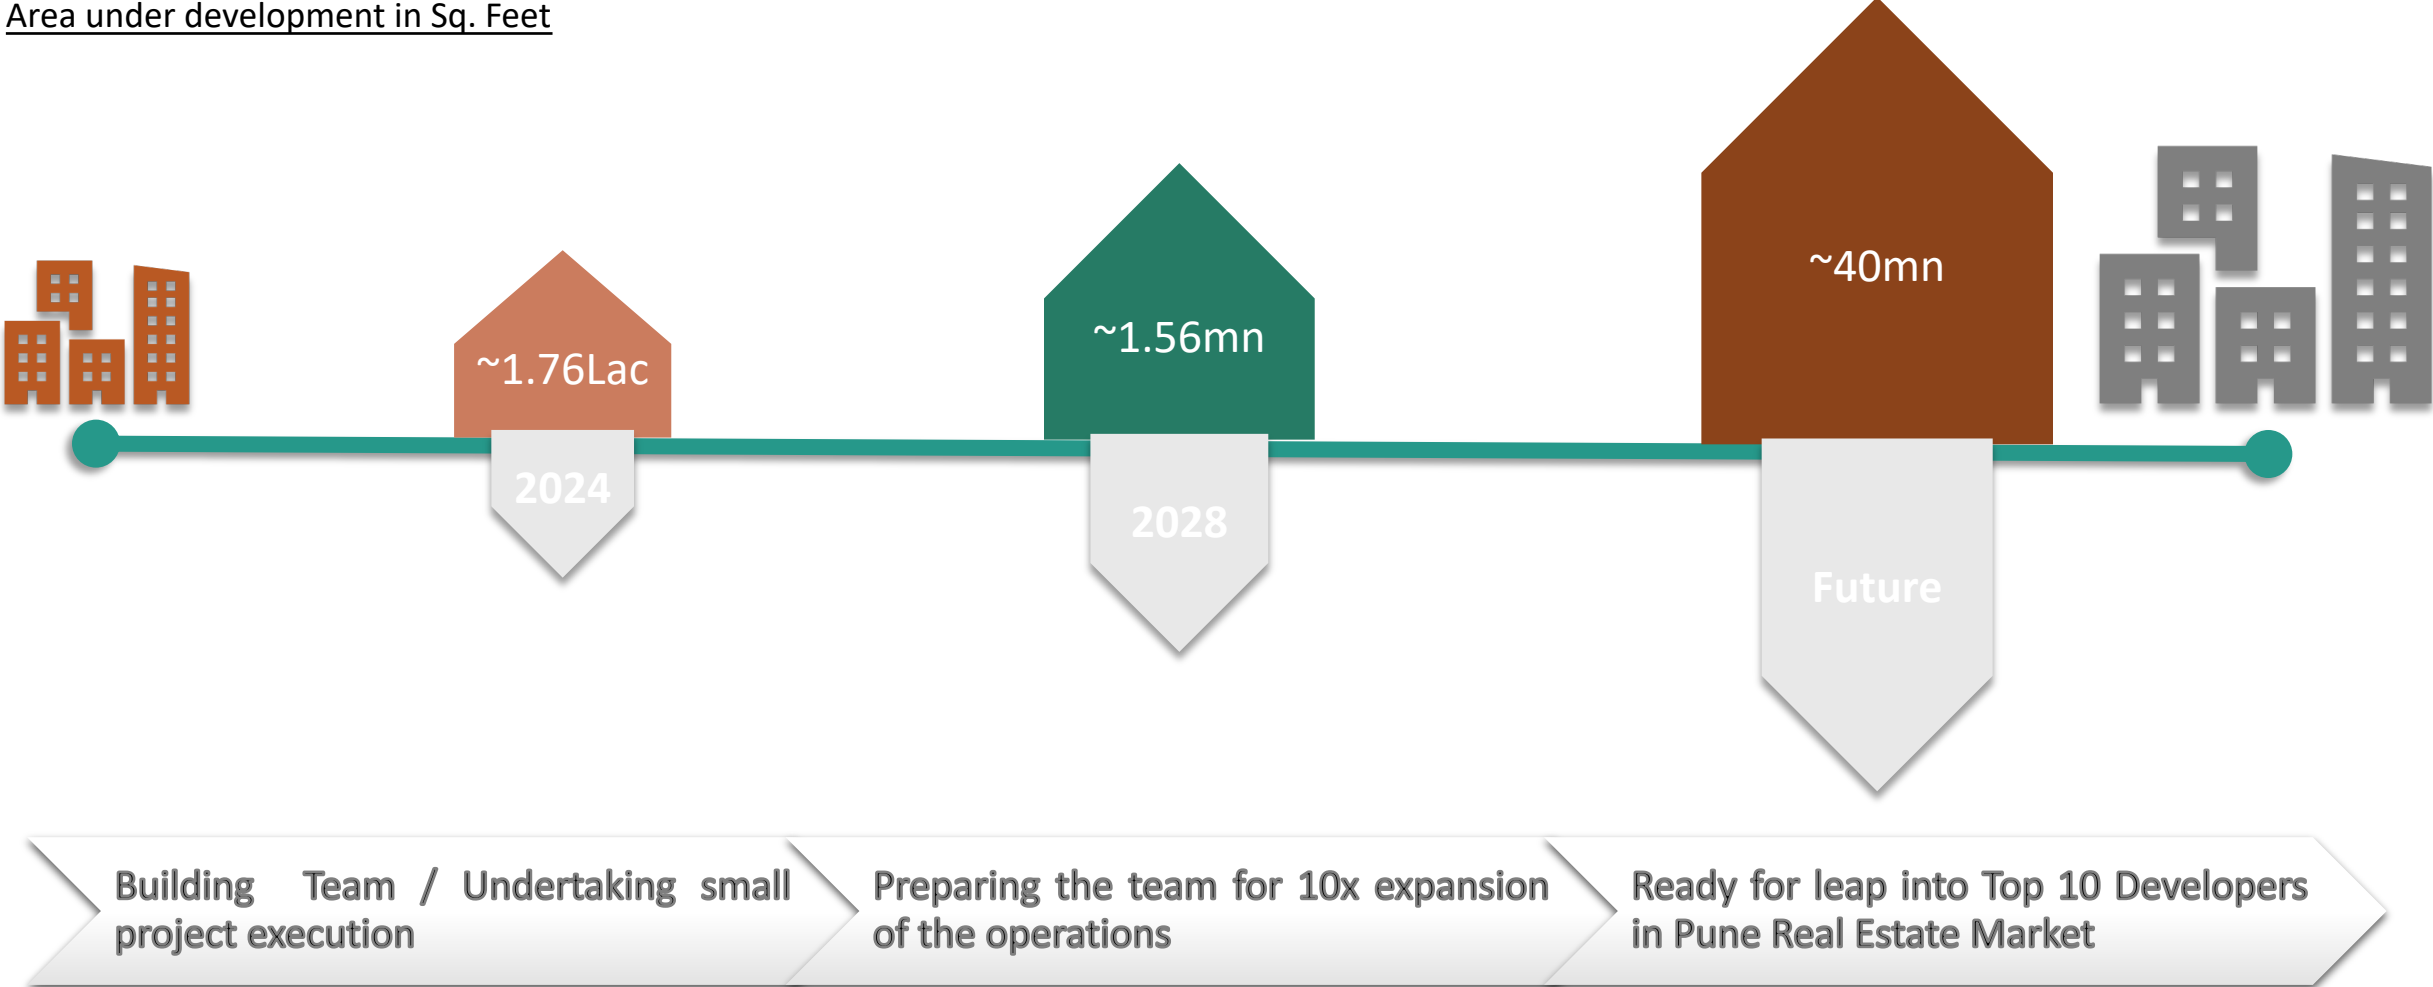 Area under development in Sq. Feet
~1.76Lac
~1.56mn
~40mn
2024
2028
Future
Building Team / Undertaking small
project execution
Preparing the team for 10x expansion
of the operations
Ready for leap into Top 10 Developers
in Pune Real Estate Market